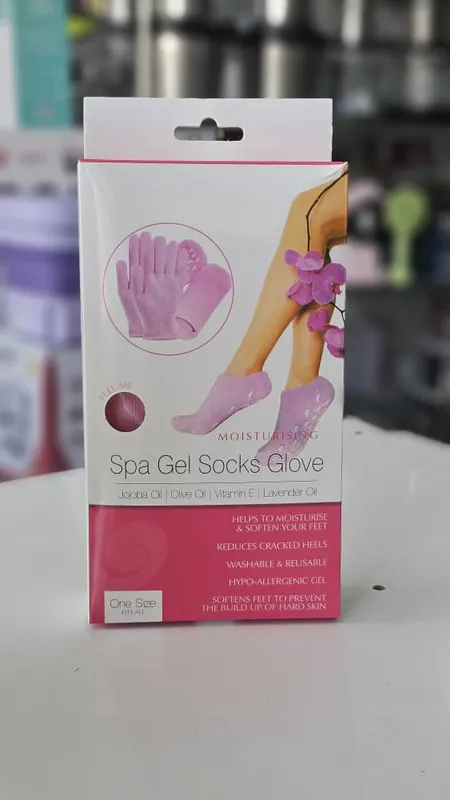 FEEL ME
MOISTURISING
Spa Gel Socks Glove
Jojoba Oil | Olive Oil | Vitamin E | Lavender Oil
HELPS TO MOISTURISE
& SOFTEN YOUR FEET
REDUCES CRACKED HEELS
WASHABLE & REUSABLE
HYPO-ALLERGENIC GEL
SOFTENS FEET TO PREVENT
THE BUILD UP OF HARD SKIN
One Size
FITS ALL